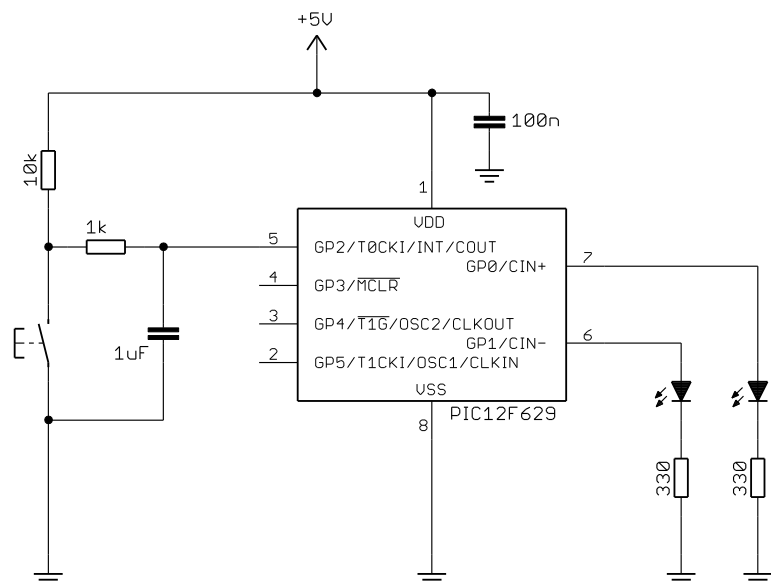 +5V
100n
10k
1
VDD
1k
5
GP2/T0CKI/INT/COUT
7
GP0/CIN+
4
GP3/MCLR
3
GP4/T1G/OSC2/CLKOUT
6
GP1/CIN-
1uF
2
GP5/T1CKI/OSC1/CLKIN
VSS
PIC12F629
8
330
330